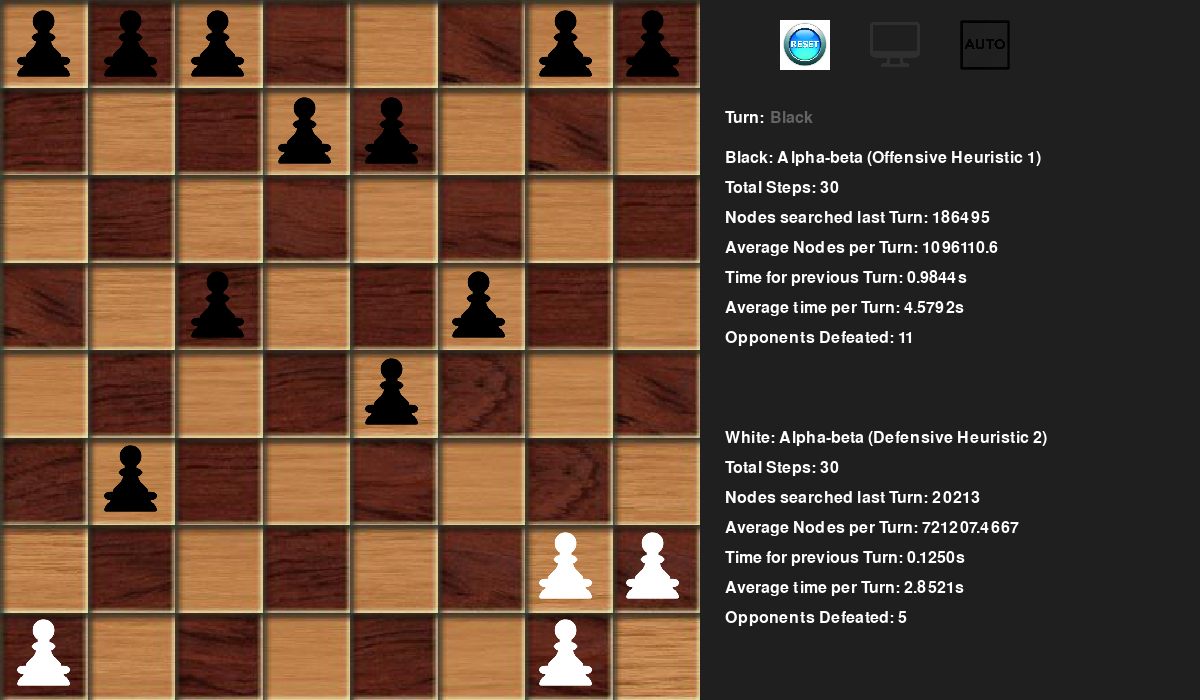 RESET
AUTO
Turn: Black
Black: Alpha-beta (Offensive Heuristic 1)
Total Steps: 30
Nodes searched last Turn: 186495
Average Nodes per Turn: 1096110.6
Time for previous Turn: 0.9844s
Average time per Turn: 4.5792s
Opponents Defeated: 11
White: Alpha-beta (Defensive Heuristic 2)
Total Steps: 30
Nodes searched last Turn: 20213
Average Nodes per Turn: 721207.4667
Time for previous Turn: 0.1250s
Average time per Turn: 2.8521s
Opponents Defeated: 5